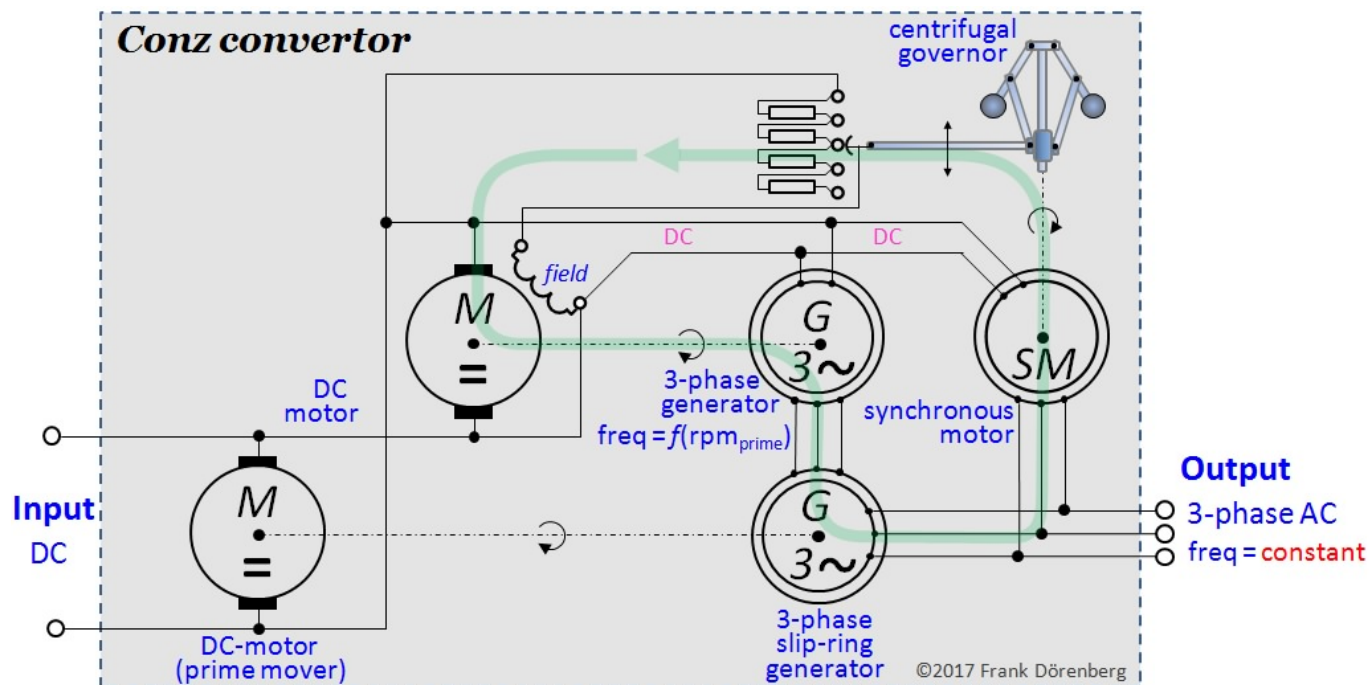 Conz convertor
centrifugal
governor
DC
DC
field
M
=
G
3~
SM
DC
motor
3-phase
generator
freq = f(rpmprime)
synchronous
motor
Input
DC
M
=
G
3~
Output
3-phase AC
freq = constant
DC-motor
(prime mover)
3-phase
slip-ring
generator
©2017 Frank Dörenberg